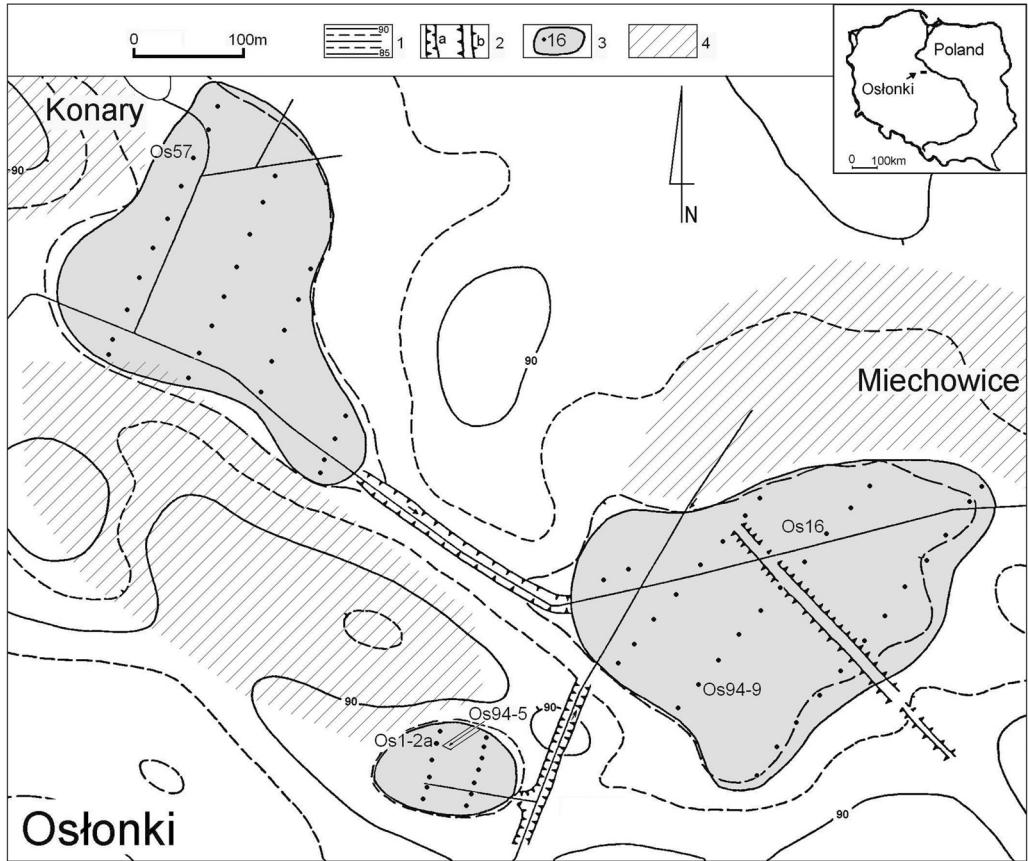 100m
90
85
1
a
b
2
16
3
4
Poland
Osłonki
0 100km
Konary
Os57
90
N
90
Miechowice
Os16
Os94-9
90
90
Os94-5
Os1-2a
Osłonki
90
0